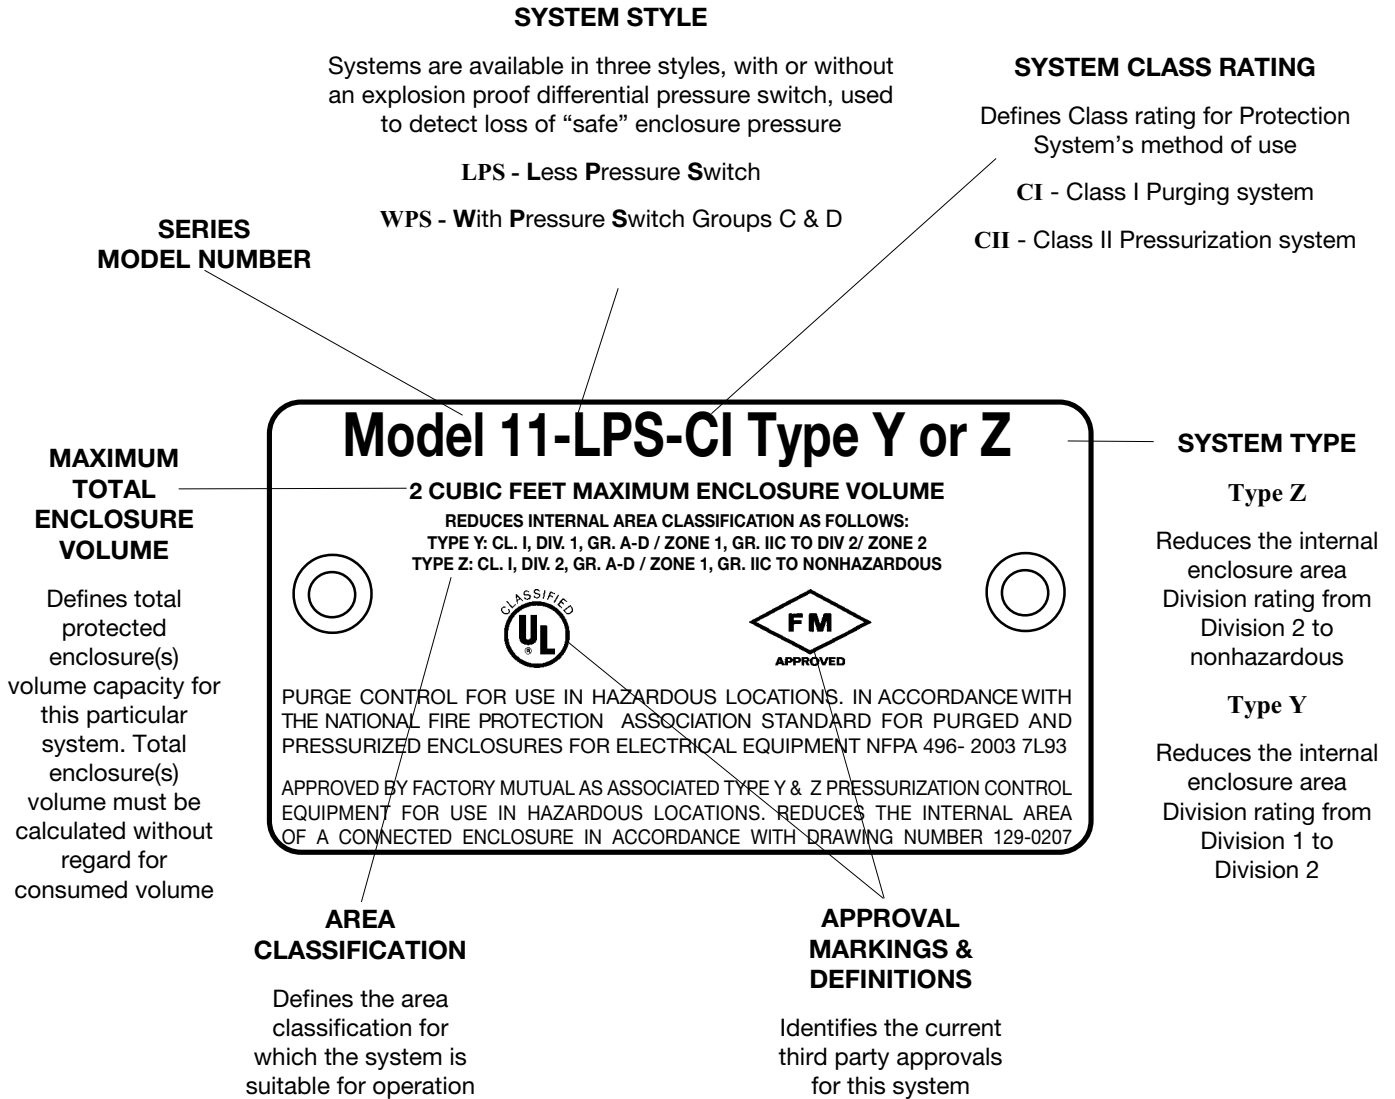 SYSTEM STYLE
Systems are available in three styles, with or without
an explosion proof differential pressure switch, used
to detect loss of “safe” enclosure pressure
LPS - Less Pressure Switch
WPS - With Pressure Switch Groups C & D
SYSTEM CLASS RATING
Defines Class rating for Protection
System’s method of use
CI - Class I Purging system
CII - Class II Pressurization system
SERIES
MODEL NUMBER
Model 11-LPS-CI Type Y or Z
2 CUBIC FEET MAXIMUM ENCLOSURE VOLUME
REDUCES INTERNAL AREA CLASSIFICATION AS FOLLOWS:
TYPE Y: CL. I, DIV. 1, GR. A-D / ZONE 1, GR. IIC TO DIV 2/ ZONE 2
TYPE Z: CL. I, DIV. 2, GR. A-D / ZONE 1, GR. IIC TO NONHAZARDOUS
CLASSIFIED
UL
®
FM
APPROVED
PURGE CONTROL FOR USE IN HAZARDOUS LOCATIONS. IN ACCORDANCE WITH
THE NATIONAL FIRE PROTECTION ASSOCIATION STANDARD FOR PURGED AND
PRESSURIZED ENCLOSURES FOR ELECTRICAL EQUIPMENT NFPA 496- 2003 7L93
APPROVED BY FACTORY MUTUAL AS ASSOCIATED TYPE Y & Z PRESSURIZATION CONTROL
EQUIPMENT FOR USE IN HAZARDOUS LOCATIONS. REDUCES THE INTERNAL AREA
OF A CONNECTED ENCLOSURE IN ACCORDANCE WITH DRAWING NUMBER 129-0207
MAXIMUM
TOTAL
ENCLOSURE
VOLUME
Defines total
protected
enclosure(s)
volume capacity for
this particular
system. Total
enclosure(s)
volume must be
calculated without
regard for
consumed volume
SYSTEM TYPE
Type Z
Reduces the internal
enclosure area
Division rating from
Division 2 to
nonhazardous
Type Y
Reduces the internal
enclosure area
Division rating from
Division 1 to
Division 2
AREA
CLASSIFICATION
Defines the area
classification for
which the system is
suitable for operation
APPROVAL
MARKINGS &
DEFINITIONS
Identifies the current
third party approvals
for this system